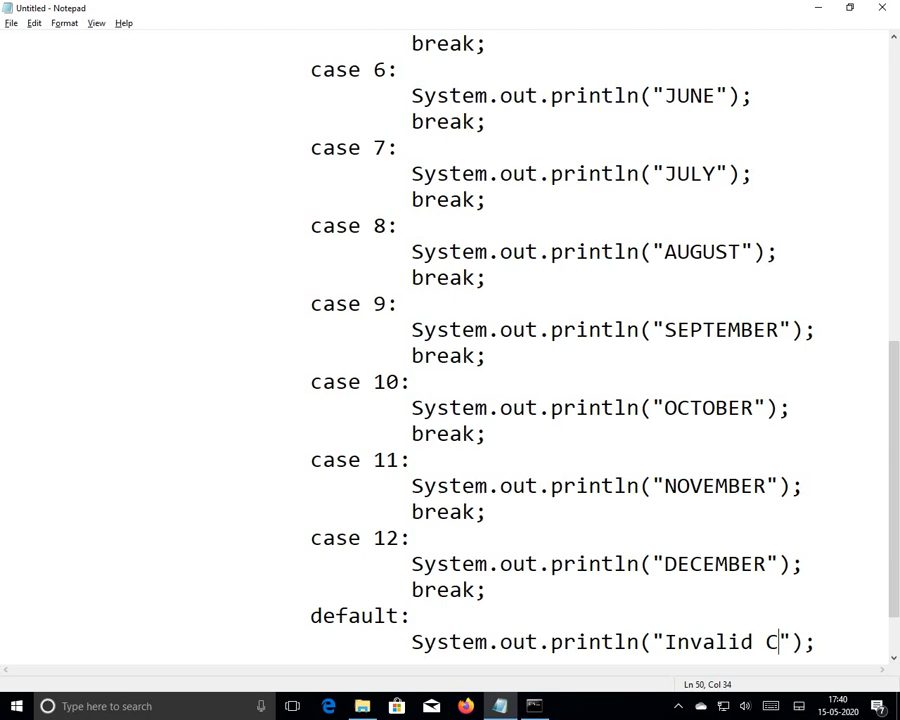 Untitled - Notepad
File Edit Format View Help
break;
case 6:
System.out.println("JUNE");
break;
case 7:
System.out.println("JULY");
break;
case 8:
System.out.println("AUGUST");
break;
case 9:
System.out.println("SEPTEMBER");
break;
case 10:
System.out.println("OCTOBER");
break;
case 11:
System.out.println("NOVEMBER");
break;
case 12:
System.out.println("DECEMBER");
break;
default:
System.out.println("Invalid C");
Ln 50, Col 34
Type here to search
17:40
15-05-2020
7